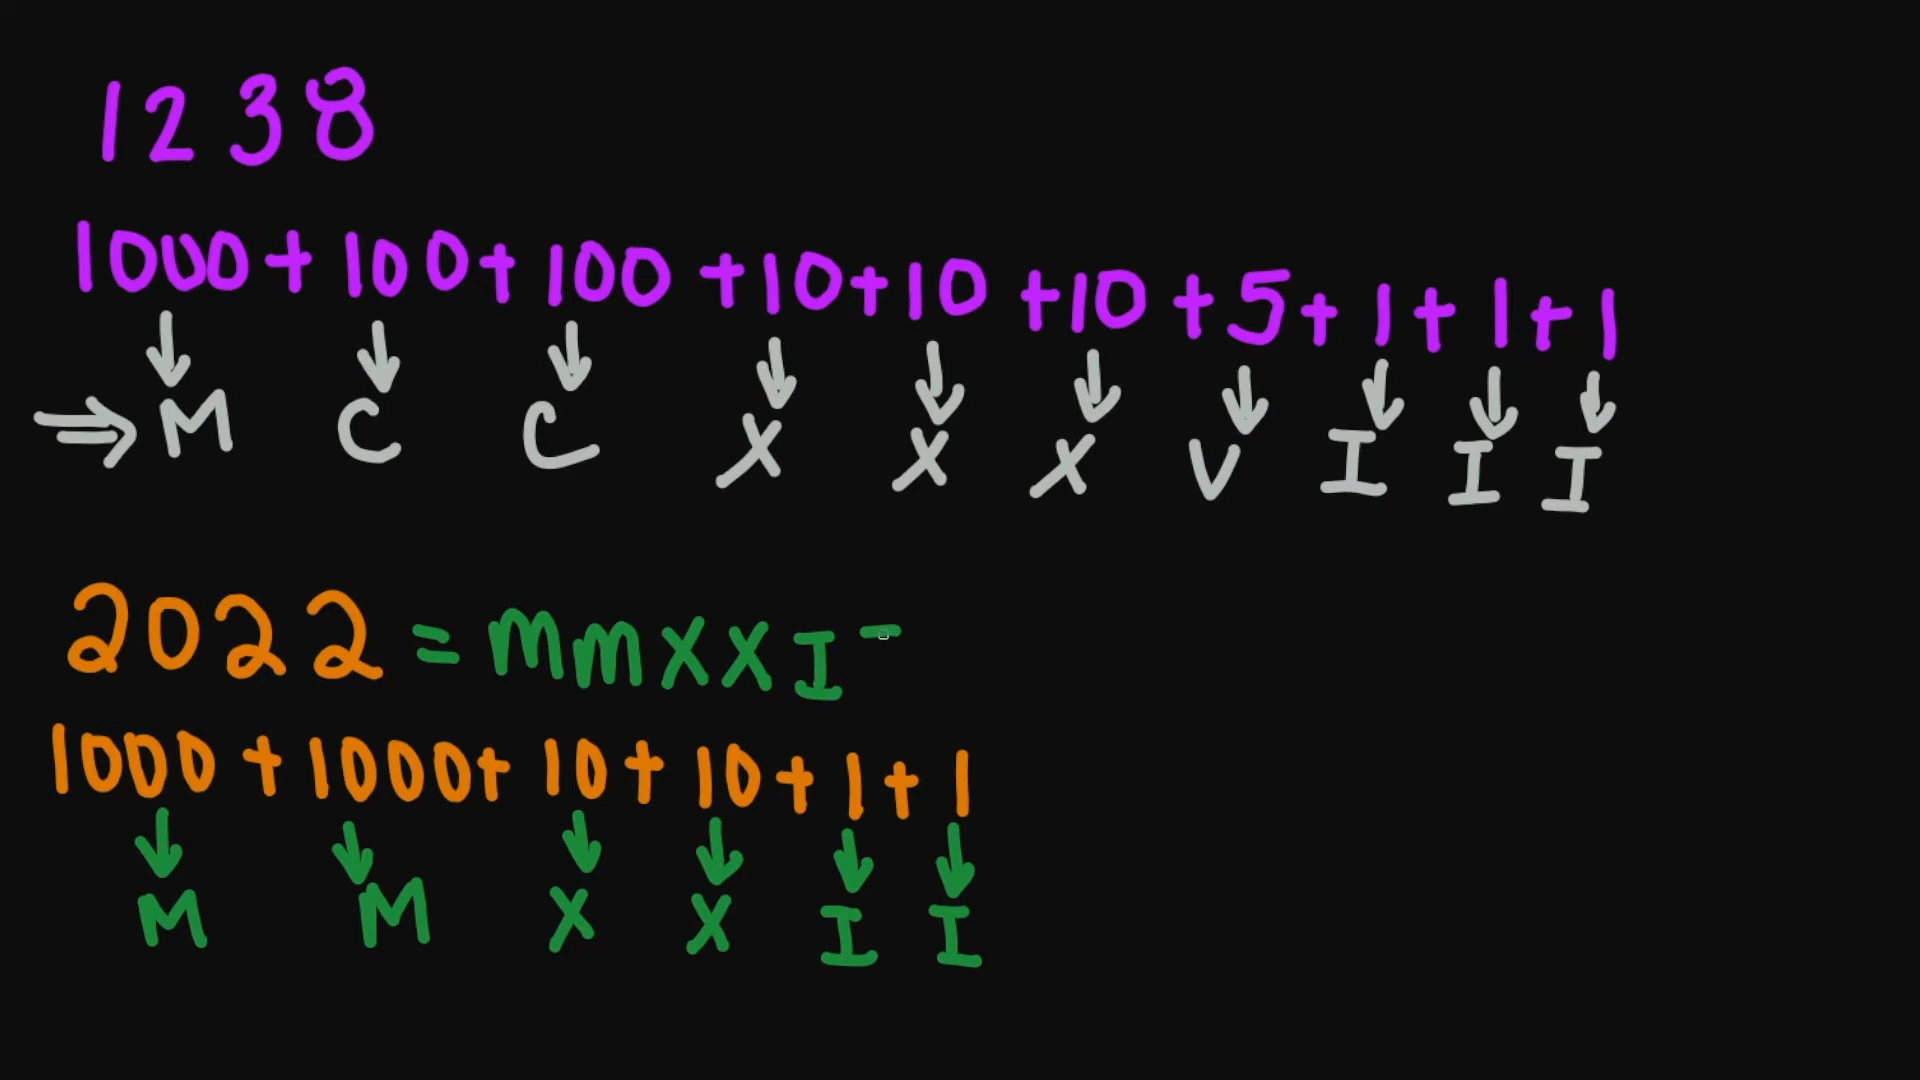 1238
1000 + 100 + 100 + 10 + 10 + 10 + 5 + 1 + 1 + 1
⇒ M C C X X X V I I I
2022 = MMXXI
1000 + 1000 + 10 + 10 + 1 + 1
M M X X I I